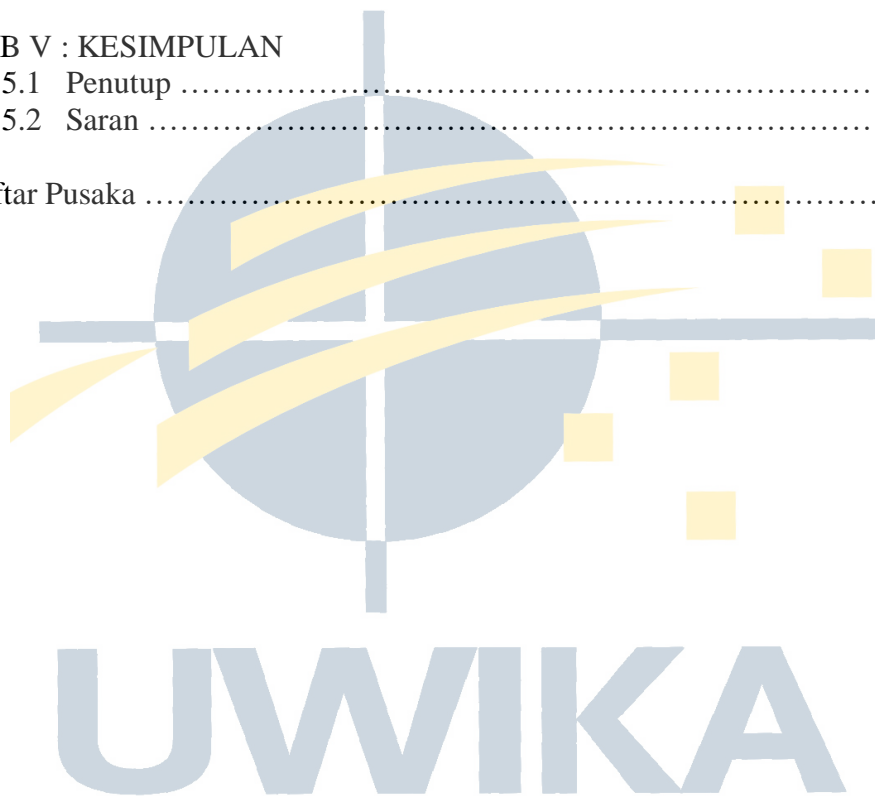 B V : KESIMPULAN
5.1 Penutup ……………………………………………………………………
5.2 Saran ………………………………………………………………………
ftar Pusaka ………………………………………………………………………
UWIKA